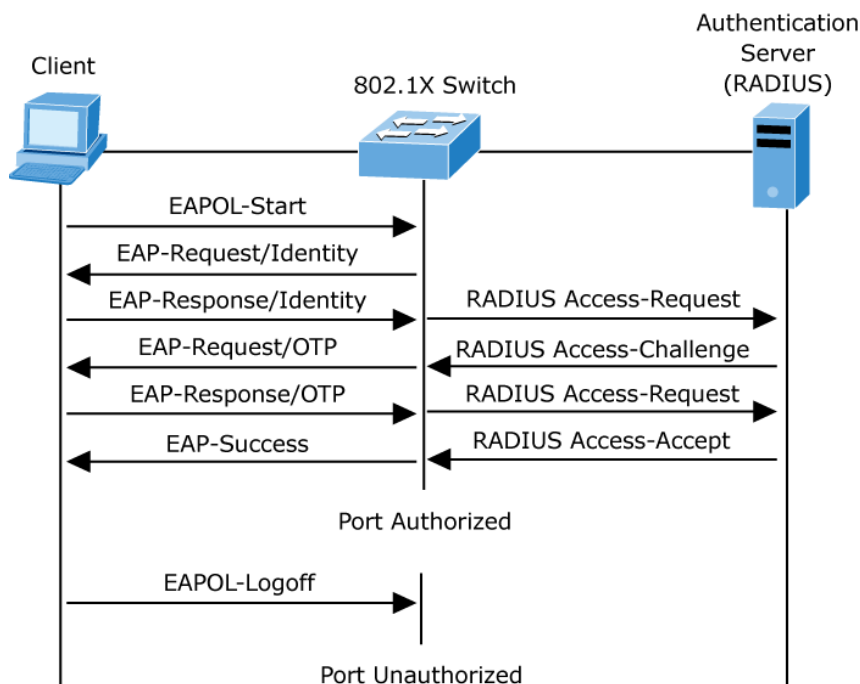 Authentication
Server
(RADIUS)
Client
802.1X Switch
EAPOL-Start
EAP-Request/Identity
EAP-Response/Identity
RADIUS Access-Request
EAP-Request/OTP
RADIUS Access-Challenge
EAP-Response/OTP
RADIUS Access-Request
EAP-Success
RADIUS Access-Accept
Port Authorized
EAPOL-Logoff
Port Unauthorized